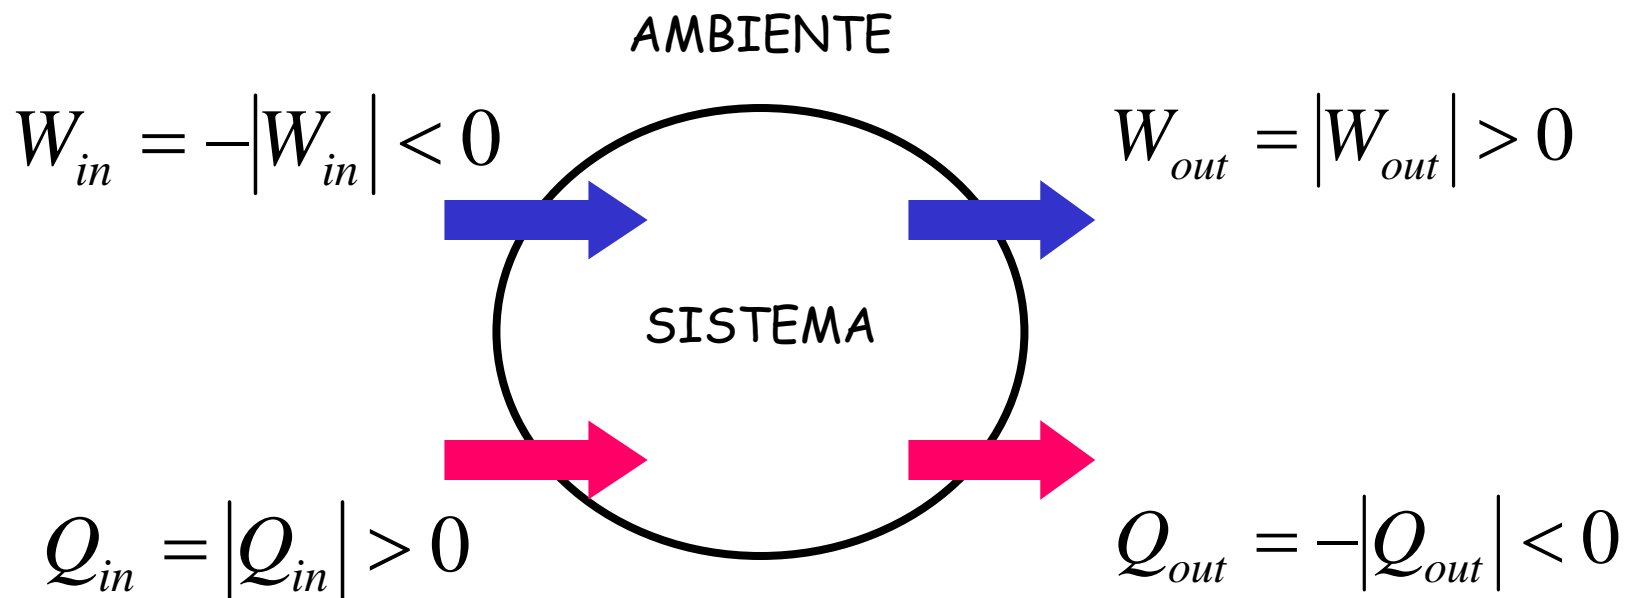 AMBIENTE
W_in = −|W_in| < 0
W_out = |W_out| > 0
SISTEMA
Q_in = |Q_in| > 0
Q_out = −|Q_out| < 0